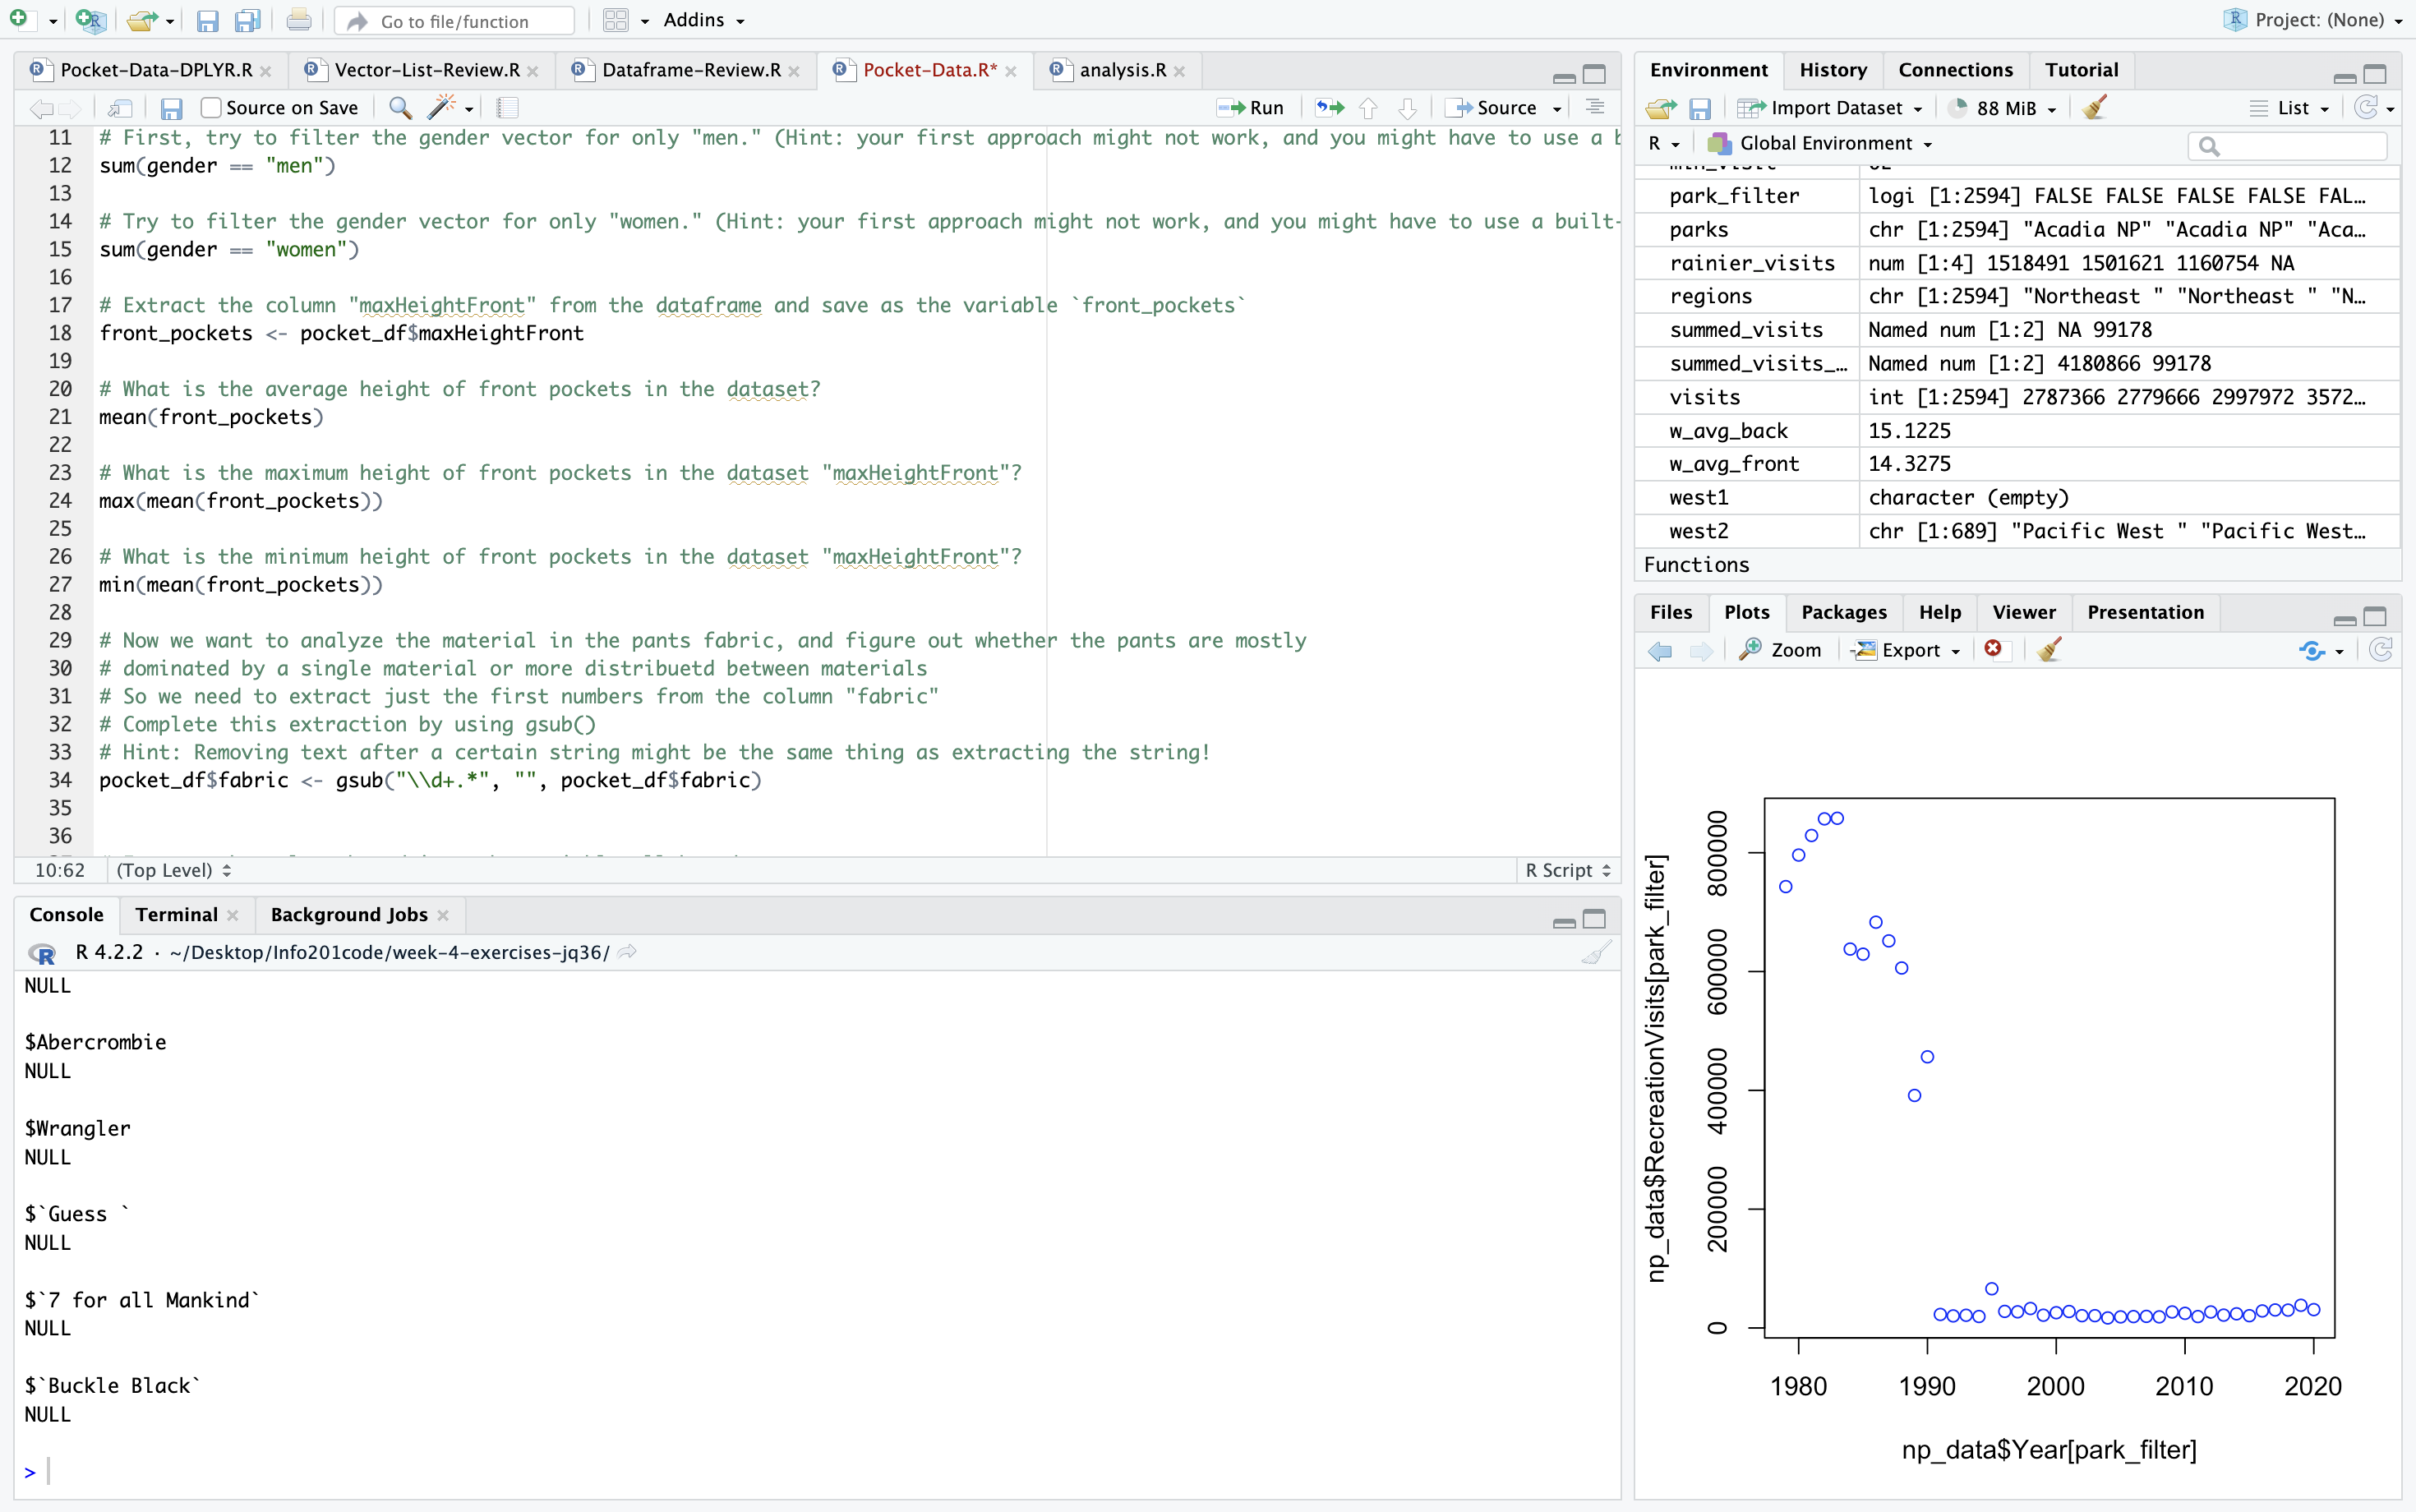 Go to file/function
Addins
Project: (None)
Pocket-Data-DPLYR.R
Vector-List-Review.R
Dataframe-Review.R
Pocket-Data.R*
analysis.R
Source on Save
Run
Source
11 # First, try to filter the gender vector for only "men." (Hint: your first approach might not work, and you might have to use a b
12 sum(gender == "men")
13
14 # Try to filter the gender vector for only "women." (Hint: your first approach might not work, and you might have to use a built-
15 sum(gender == "women")
16
17 # Extract the column "maxHeightFront" from the dataframe and save as the variable `front_pockets`
18 front_pockets <- pocket_df$maxHeightFront
19
20 # What is the average height of front pockets in the dataset?
21 mean(front_pockets)
22
23 # What is the maximum height of front pockets in the dataset "maxHeightFront"?
24 max(mean(front_pockets))
25
26 # What is the minimum height of front pockets in the dataset "maxHeightFront"?
27 min(mean(front_pockets))
28
29 # Now we want to analyze the material in the pants fabric, and figure out whether the pants are mostly
30 # dominated by a single material or more distribuetd between materials
31 # So we need to extract just the first numbers from the column "fabric"
32 # Complete this extraction by using gsub()
33 # Hint: Removing text after a certain string might be the same thing as extracting the string!
34 pocket_df$fabric <- gsub("\\d+.*", "", pocket_df$fabric)
35
36
10:62 (Top Level) R Script
Console Terminal Background Jobs
R 4.2.2 · ~/Desktop/Info201code/week-4-exercises-jq36/
NULL
$Abercrombie
NULL
$Wrangler
NULL
$`Guess `
NULL
$`7 for all Mankind`
NULL
$`Buckle Black`
NULL
>
Environment History Connections Tutorial
Import Dataset 88 MiB List
R Global Environment
park_filter logi [1:2594] FALSE FALSE FALSE FALSE FAL…
parks chr [1:2594] "Acadia NP" "Acadia NP" "Aca…
rainier_visits num [1:4] 1518491 1501621 1160754 NA
regions chr [1:2594] "Northeast " "Northeast " "N…
summed_visits Named num [1:2] NA 99178
summed_visits_… Named num [1:2] 4180866 99178
visits int [1:2594] 2787366 2779666 2997972 3572…
w_avg_back 15.1225
w_avg_front 14.3275
west1 character (empty)
west2 chr [1:689] "Pacific West " "Pacific West…
Functions
Files Plots Packages Help Viewer Presentation
Zoom Export
np_data$RecreationVisits[park_filter]
800000
600000
400000
200000
0
1980 1990 2000 2010 2020
np_data$Year[park_filter]